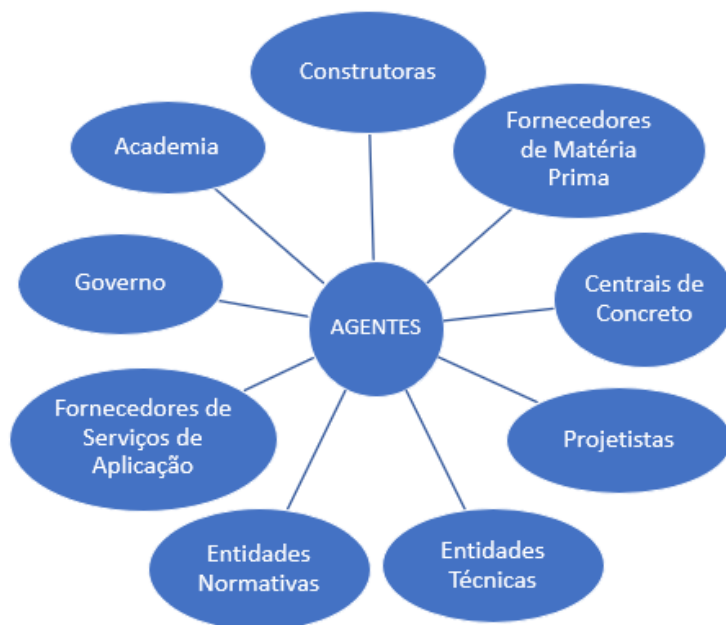 Construtoras
Fornecedores
de Matéria
Prima
Academia
Governo
Centrais de
Concreto
AGENTES
Fornecedores de
Serviços de
Aplicação
Projetistas
Entidades
Normativas
Entidades
Técnicas